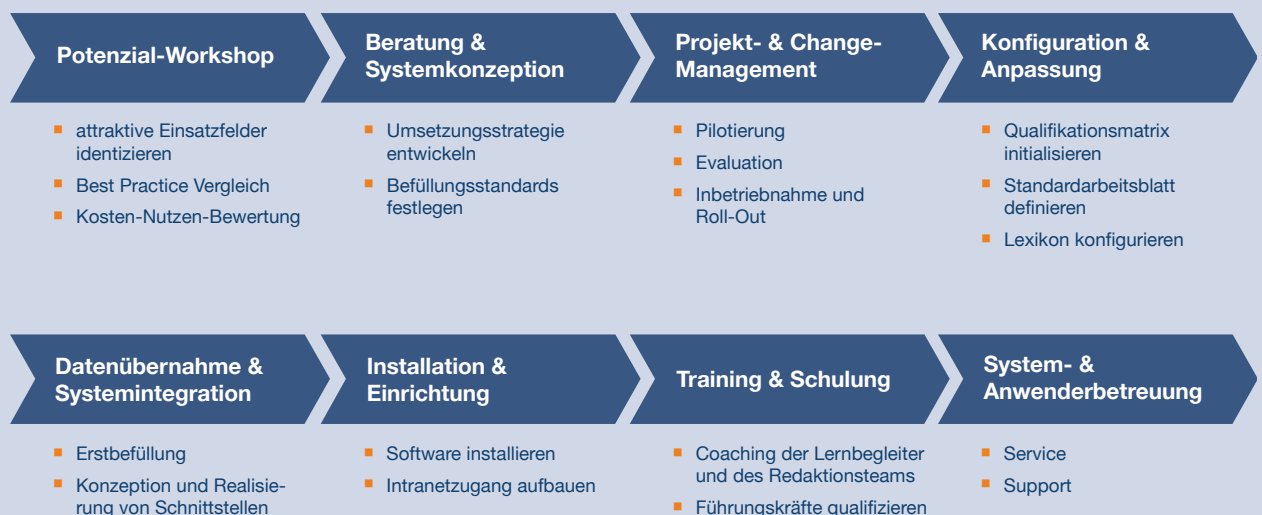 Potenzial-Workshop
attraktive Einsatzfelder
identizieren
Best Practice Vergleich
Kosten-Nutzen-Bewertung
Beratung &
Systemkonzeption
Umsetzungsstrategie
entwickeln
Befüllungsstandards
festlegen
Projekt- & Change-
Management
Pilotierung
Evaluation
Inbetriebnahme und
Roll-Out
Konfiguration &
Anpassung
Qualifikationsmatrix
initialisieren
Standardarbeitsblatt
definieren
Lexikon konfigurieren
Datenübernahme &
Systemintegration
Erstbefüllung
Konzeption und Realisie-
rung von Schnittstellen
Installation &
Einrichtung
Software installieren
Intranetzugang aufbauen
Training & Schulung
Coaching der Lernbegleiter
und des Redaktionsteams
Führungskräfte qualifizieren
System- &
Anwenderbetreuung
Service
Support